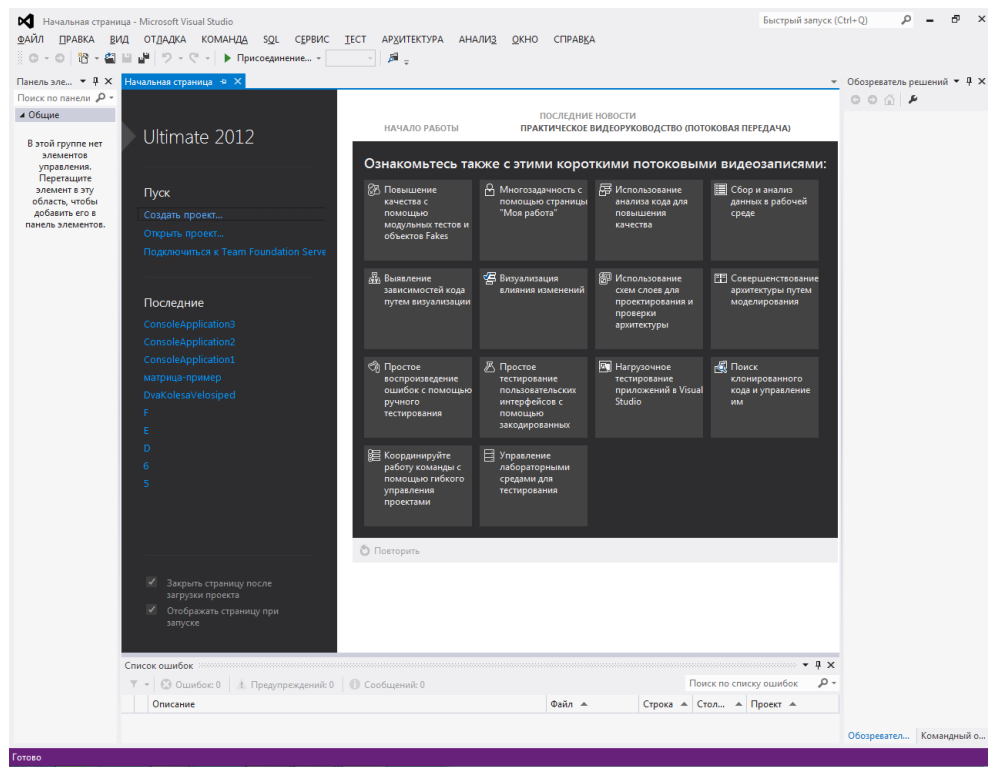 Начальная страница - Microsoft Visual Studio
Быстрый запуск (Ctrl+Q)
ФАЙЛ ПРАВКА ВИД ОТЛАДКА КОМАНДА SQL СЕРВИС ТЕСТ АРХИТЕКТУРА АНАЛИЗ ОКНО СПРАВКА
Присоединение...
Панель эле...
Поиск по панели
Общие
В этой группе нет
элементов
управления.
Перетащите
элемент в эту
область, чтобы
добавить его в
панель элементов.
Начальная страница
Ultimate 2012
Пуск
Создать проект...
Открыть проект...
Подключиться к Team Foundation Serve
Последние
ConsoleApplication3
ConsoleApplication2
ConsoleApplication1
матрица-пример
DvaKolesaVelosiped
F
E
D
6
5
Закрыть страницу после
загрузки проекта
Отображать страницу при
запуске
НАЧАЛО РАБОТЫ
ПОСЛЕДНИЕ НОВОСТИ
ПРАКТИЧЕСКОЕ ВИДЕОРУКОВОДСТВО (ПОТОКОВАЯ ПЕРЕДАЧА)
Ознакомьтесь также с этими короткими потоковыми видеозаписями:
Повышение
качества с
помощью
модульных тестов и
объектов Fakes
Многозадачность с
помощью страницы
"Моя работа"
Использование
анализа кода для
повышения
качества
Сбор и анализ
данных в рабочей
среде
Выявление
зависимостей кода
путем визуализации
Визуализация
влияния изменений
Использование
схем слоев для
проектирования и
проверки
архитектуры
Совершенствование
архитектуры путем
моделирования
Простое
воспроизведение
ошибок с помощью
ручного
тестирования
Простое
тестирование
пользовательских
интерфейсов с
помощью
закодированных
Нагрузочное
тестирование
приложений в Visual
Studio
Поиск
клонированного
кода и управление
им
Координируйте
работу команды с
помощью гибкого
управления
проектами
Управление
лабораторными
средами для
тестирования
Повторить
Обозреватель решений
Список ошибок
Ошибок: 0
Предупреждений: 0
Сообщений: 0
Поиск по списку ошибок
Описание Файл Строка Стол... Проект
Обозревател... Командный о...
Готово